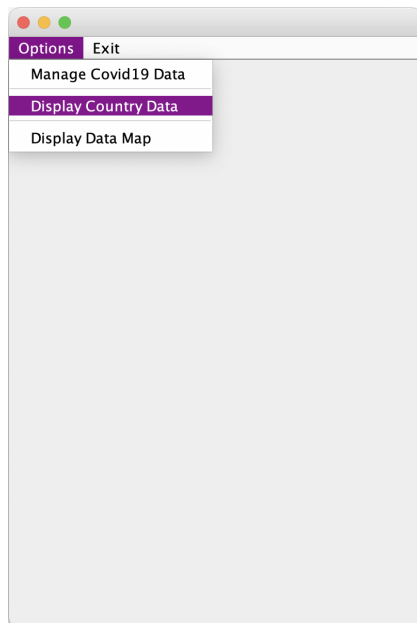 Options Exit
Manage Covid19 Data
Display Country Data
Display Data Map